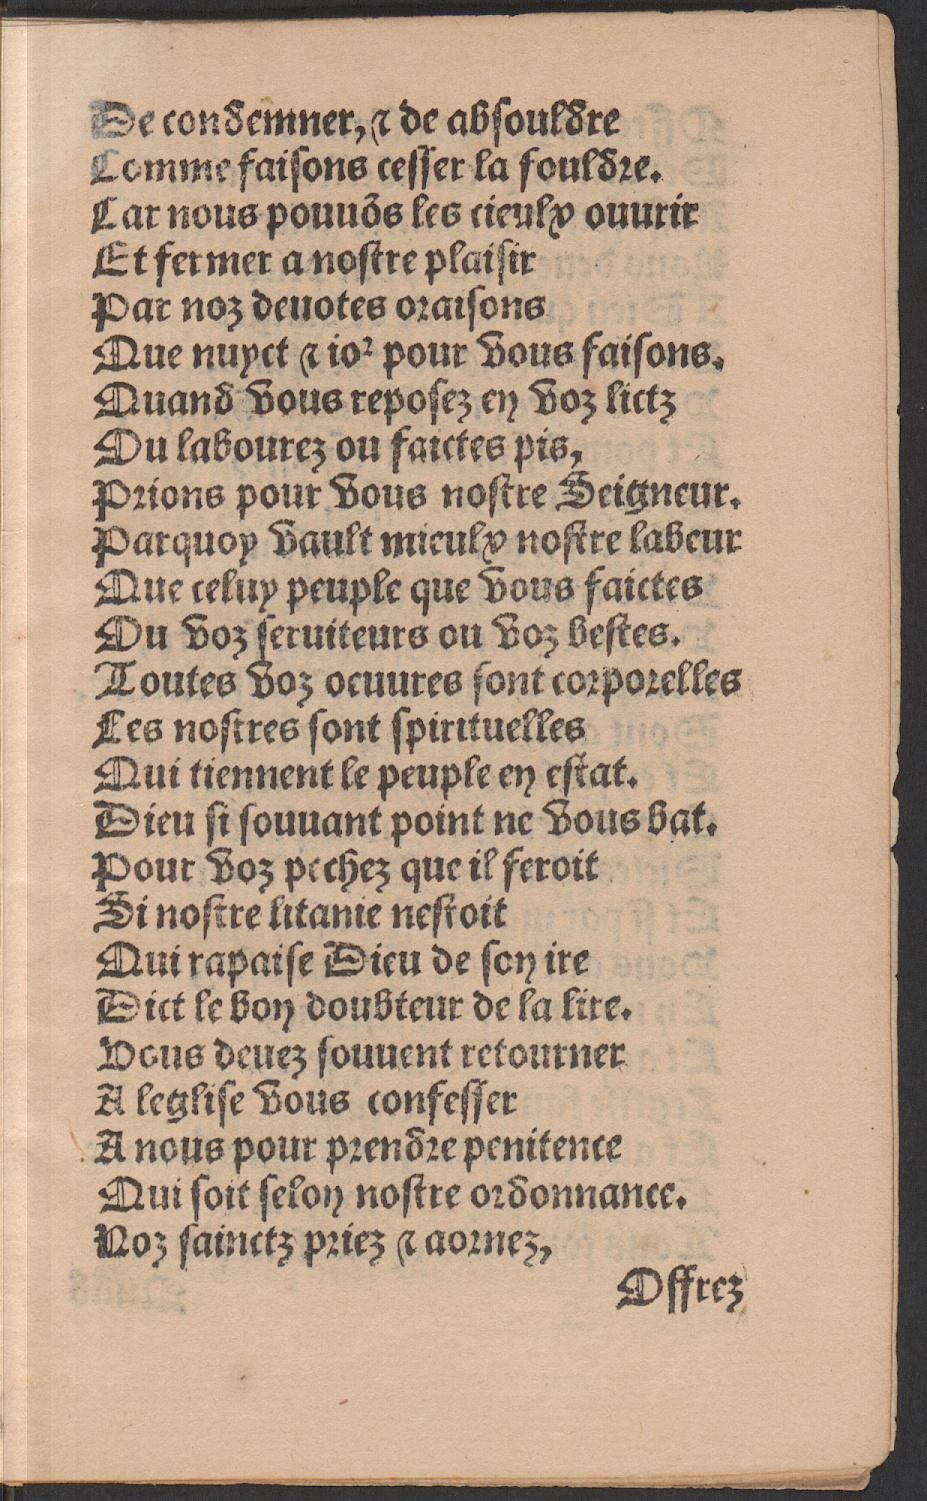 De condemner, ⁊ de absouldre
Comme faisons cesser la fouldre.
Car nous pouuõs les cieulx ouurir
Et fermer a nostre plaisir
Par noz deuotes oraisons
Que nuyct ⁊ ioꝛ pour vous faisons.
Quand vous reposez en voz lictz
Ou labourez ou faictes pis,
Prions pour vous nostre Seigneur.
Parquoy vault mieulx nostre labeur
Que celuy peuple que vous faictes
Ou voz seruiteurs ou voz bestes.
Toutes voz oeuures sont corporelles
Les nostres sont spirituelles
Qui tiennent le peuple en estat.
Dieu si souuant point ne vous bat.
Pour voz pechez que il feroit
Si nostre litanie nestoit
Qui rapaise Dieu de son ire
Dict le bon doubteur de la lire.
Vous deuez souuent retourner
A leglise vous confesser
A nous pour prendre penitence
Qui soit selon nostre ordonnance.
Noz sainctz priez ⁊ aornez,
Offrez